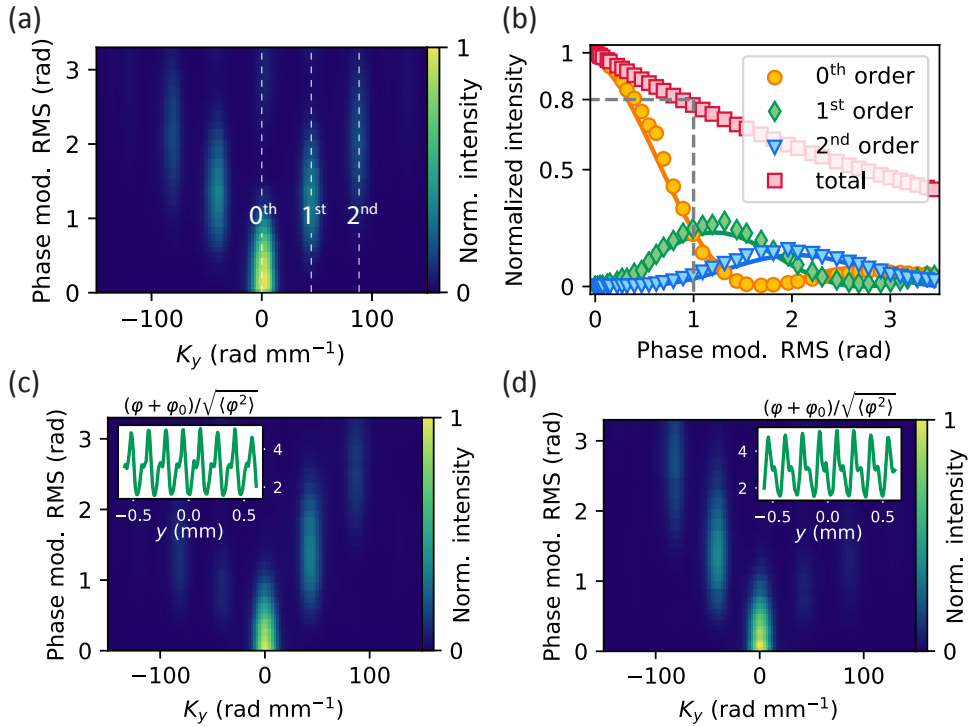 (a)
Phase mod. RMS (rad)
3
2
1
0
0th
1st
2nd
−100
0
100
Ky (rad mm−1)
1
0
Norm. intensity
(b)
Normalized intensity
1
0.8
0.5
0
0th order
1st order
2nd order
total
0
1
2
3
Phase mod. RMS (rad)
(c)
(φ + φ0)/√⟨φ2⟩
Phase mod. RMS (rad)
3
2
1
0
4
2
−0.5
0.0
0.5
y (mm)
−100
0
100
Ky (rad mm−1)
1
0
Norm. intensity
(d)
(φ + φ0)/√⟨φ2⟩
Phase mod. RMS (rad)
3
2
1
0
4
2
−0.5
0.0
0.5
y (mm)
−100
0
100
Ky (rad mm−1)
1
0
Norm. intensity